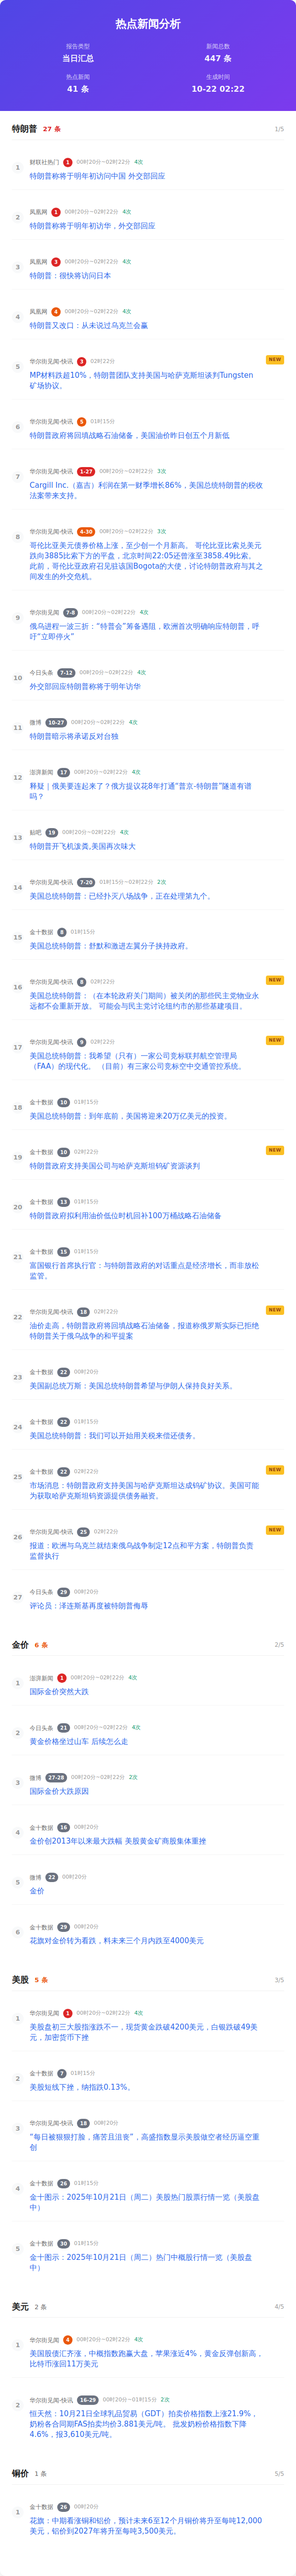 热点新闻分析
报告类型
当日汇总
新闻总数
447 条
热点新闻
41 条
生成时间
10-22 02:22
特朗普 27 条 1/5
1
财联社热门 1 00时20分~02时22分 4次
特朗普称将于明年初访问中国 外交部回应
2
凤凰网 1 00时20分~02时22分 4次
特朗普称将于明年初访华，外交部回应
3
凤凰网 3 00时20分~02时22分 4次
特朗普：很快将访问日本
4
凤凰网 4 00时20分~02时22分 4次
特朗普又改口：从未说过乌克兰会赢
5
华尔街见闻-快讯 3 02时22分 NEW
MP材料跌超10%，特朗普团队支持美国与哈萨克斯坦谈判Tungsten
矿场协议。
6
华尔街见闻-快讯 5 01时15分
特朗普政府将回填战略石油储备，美国油价昨日创五个月新低
7
华尔街见闻-快讯 1-27 00时20分~02时22分 3次
Cargill Inc.（嘉吉）利润在第一财季增长86%，美国总统特朗普的税收
法案带来支持。
8
华尔街见闻-快讯 4-30 00时20分~02时22分 3次
哥伦比亚美元债券价格上涨，至少创一个月新高。 哥伦比亚比索兑美元
跌向3885比索下方的平盘，北京时间22:05还曾涨至3858.49比索。
此前，哥伦比亚政府召见驻该国Bogota的大使，讨论特朗普政府与其之
间发生的外交危机。
9
华尔街见闻 7-8 00时20分~02时22分 4次
俄乌进程一波三折：“特普会”筹备遇阻，欧洲首次明确响应特朗普，呼
吁“立即停火”
10
今日头条 7-12 00时20分~02时22分 4次
外交部回应特朗普称将于明年访华
11
微博 10-27 00时20分~02时22分 4次
特朗普暗示将承诺反对台独
12
澎湃新闻 17 00时20分~02时22分 4次
释疑丨俄美要连起来了？俄方提议花8年打通“普京-特朗普”隧道有谱
吗？
13
贴吧 19 00时20分~02时22分 4次
特朗普开飞机泼粪,美国再次味大
14
华尔街见闻-快讯 7-20 01时15分~02时22分 2次
美国总统特朗普：已经扑灭八场战争，正在处理第九个。
15
金十数据 8 01时15分
美国总统特朗普：舒默和激进左翼分子挟持政府。
16
华尔街见闻-快讯 8 02时22分 NEW
美国总统特朗普：（在本轮政府关门期间）被关闭的那些民主党物业永
远都不会重新开放。 可能会与民主党讨论纽约市的那些基建项目。
17
华尔街见闻-快讯 9 02时22分 NEW
美国总统特朗普：我希望（只有）一家公司竞标联邦航空管理局
（FAA）的现代化。 （目前）有三家公司竞标空中交通管控系统。
18
金十数据 10 01时15分
美国总统特朗普：到年底前，美国将迎来20万亿美元的投资。
19
金十数据 10 02时22分 NEW
特朗普政府支持美国公司与哈萨克斯坦钨矿资源谈判
20
金十数据 13 01时15分
特朗普政府拟利用油价低位时机回补100万桶战略石油储备
21
金十数据 15 01时15分
富国银行首席执行官：与特朗普政府的对话重点是经济增长，而非放松
监管。
22
华尔街见闻-快讯 18 02时22分 NEW
油价走高，特朗普政府将回填战略石油储备，报道称俄罗斯实际已拒绝
特朗普关于俄乌战争的和平提案
23
金十数据 22 00时20分
美国副总统万斯：美国总统特朗普希望与伊朗人保持良好关系。
24
金十数据 22 01时15分
美国总统特朗普：我们可以开始用关税来偿还债务。
25
金十数据 22 02时22分 NEW
市场消息：特朗普政府支持美国与哈萨克斯坦达成钨矿协议。美国可能
为获取哈萨克斯坦钨资源提供债务融资。
26
华尔街见闻-快讯 25 02时22分 NEW
报道：欧洲与乌克兰就结束俄乌战争制定12点和平方案，特朗普负责
监督执行
27
今日头条 29 00时20分
评论员：泽连斯基再度被特朗普侮辱
金价 6 条 2/5
1
澎湃新闻 1 00时20分~02时22分 4次
国际金价突然大跌
2
今日头条 21 00时20分~02时22分 4次
黄金价格坐过山车 后续怎么走
3
微博 27-28 00时20分~02时22分 2次
国际金价大跌原因
4
金十数据 16 00时20分
金价创2013年以来最大跌幅 美股黄金矿商股集体重挫
5
微博 22 00时20分
金价
6
金十数据 29 00时20分
花旗对金价转为看跌，料未来三个月内跌至4000美元
美股 5 条 3/5
1
华尔街见闻 1 00时20分~02时22分 4次
美股盘初三大股指涨跌不一，现货黄金跌破4200美元，白银跌破49美
元，加密货币下挫
2
金十数据 7 01时15分
美股短线下挫，纳指跌0.13%。
3
华尔街见闻-快讯 18 00时20分
“每日被狠狠打脸，痛苦且沮丧”，高盛指数显示美股做空者经历逼空重
创
4
金十数据 26 01时15分
金十图示：2025年10月21日（周二）美股热门股票行情一览（美股盘
中）
5
金十数据 30 01时15分
金十图示：2025年10月21日（周二）热门中概股行情一览（美股盘
中）
美元 2 条 4/5
1
华尔街见闻 4 00时20分~02时22分 4次
美国股债汇齐涨，中概指数跑赢大盘，苹果涨近4%，黄金反弹创新高，
比特币涨回11万美元
2
华尔街见闻-快讯 16-29 00时20分~01时15分 2次
恒天然：10月21日全球乳品贸易（GDT）拍卖价格指数上涨21.9%，
奶粉各合同期FAS拍卖均价3.881美元/吨。 批发奶粉价格指数下降
4.6%，报3,610美元/吨。
铜价 1 条 5/5
1
金十数据 26 00时20分
花旗：中期看涨铜和铝价，预计未来6至12个月铜价将升至每吨12,000
美元，铝价到2027年将升至每吨3,500美元。